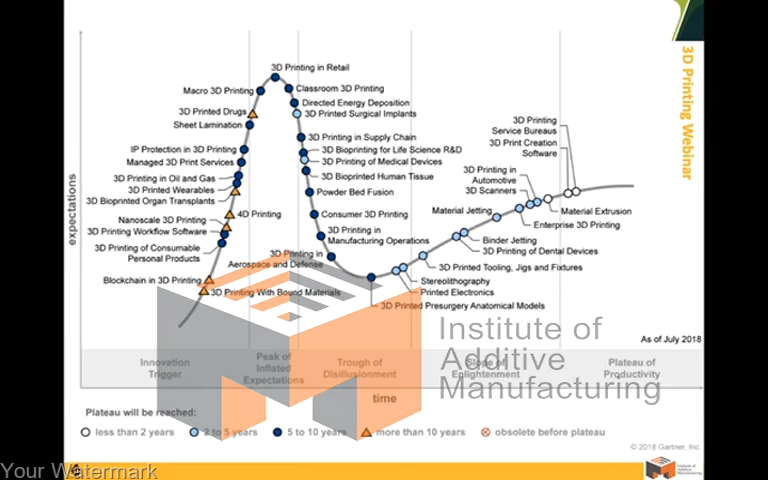 3D Printing Webinar
3D Printing in Retail
Macro 3D Printing
Classroom 3D Printing
Directed Energy Deposition
3D Printed Drugs
3D Printed Surgical Implants
Sheet Lamination
3D Printing in Supply Chain
IP Protection in 3D Printing
3D Bioprinting for Life Science R&D
Managed 3D Print Services
3D Printing of Medical Devices
3D Printing in Oil and Gas
3D Bioprinted Human Tissue
3D Printed Wearables
Powder Bed Fusion
3D Bioprinted Organ Transplants
4D Printing
Consumer 3D Printing
Nanoscale 3D Printing
3D Printing Workflow Software
3D Printing in
Manufacturing Operations
3D Printing of Consumable
Personal Products
3D Printing in
Aerospace and Defense
Blockchain in 3D Printing
3D Printing With Bound Materials
3D Printing
Service Bureaus
3D Print Creation
Software
3D Printing in
Automotive
3D Scanners
Material Jetting
Material Extrusion
Enterprise 3D Printing
Binder Jetting
3D Printing of Dental Devices
3D Printed Tooling, Jigs and Fixtures
Stereolithography
Printed Electronics
3D Printed Presurgery Anatomical Models
expectations
As of July 2018
Institute of
Additive
Manufacturing
Innovation
Trigger
Peak of
Inflated
Expectations
Trough of
Disillusionment
Slope of
Enlightenment
Plateau of
Productivity
time
Plateau will be reached:
less than 2 years
2 to 5 years
5 to 10 years
more than 10 years
obsolete before plateau
© 2018 Gartner, Inc.
Your Watermark
Institute of
Additive
Manufacturing